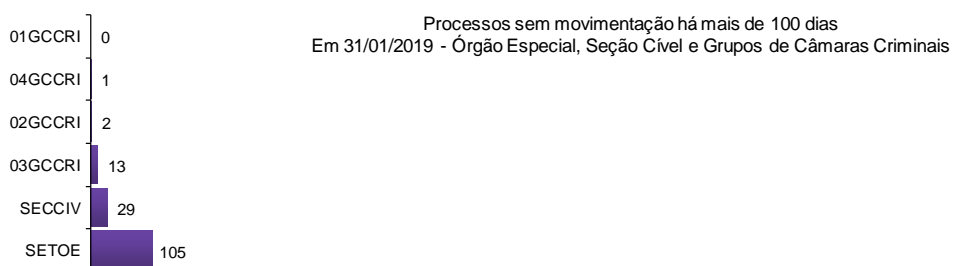 Processos sem movimentação há mais de 100 dias
Em 31/01/2019 - Órgão Especial, Seção Cível e Grupos de Câmaras Criminais
01GCCRI 0
04GCCRI 1
02GCCRI 2
03GCCRI 13
SECCIV 29
SETOE 105